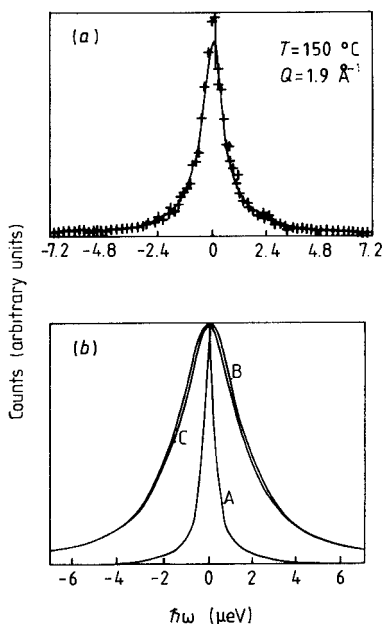 (a)
T=150 °C
Q=1.9 Å⁻¹
-7.2 -4.8 -2.4 0 2.4 4.8 7.2
Counts (arbitrary units)
(b)
B
C
A
-6 -4 -2 0 2 4 6
ħω (μeV)